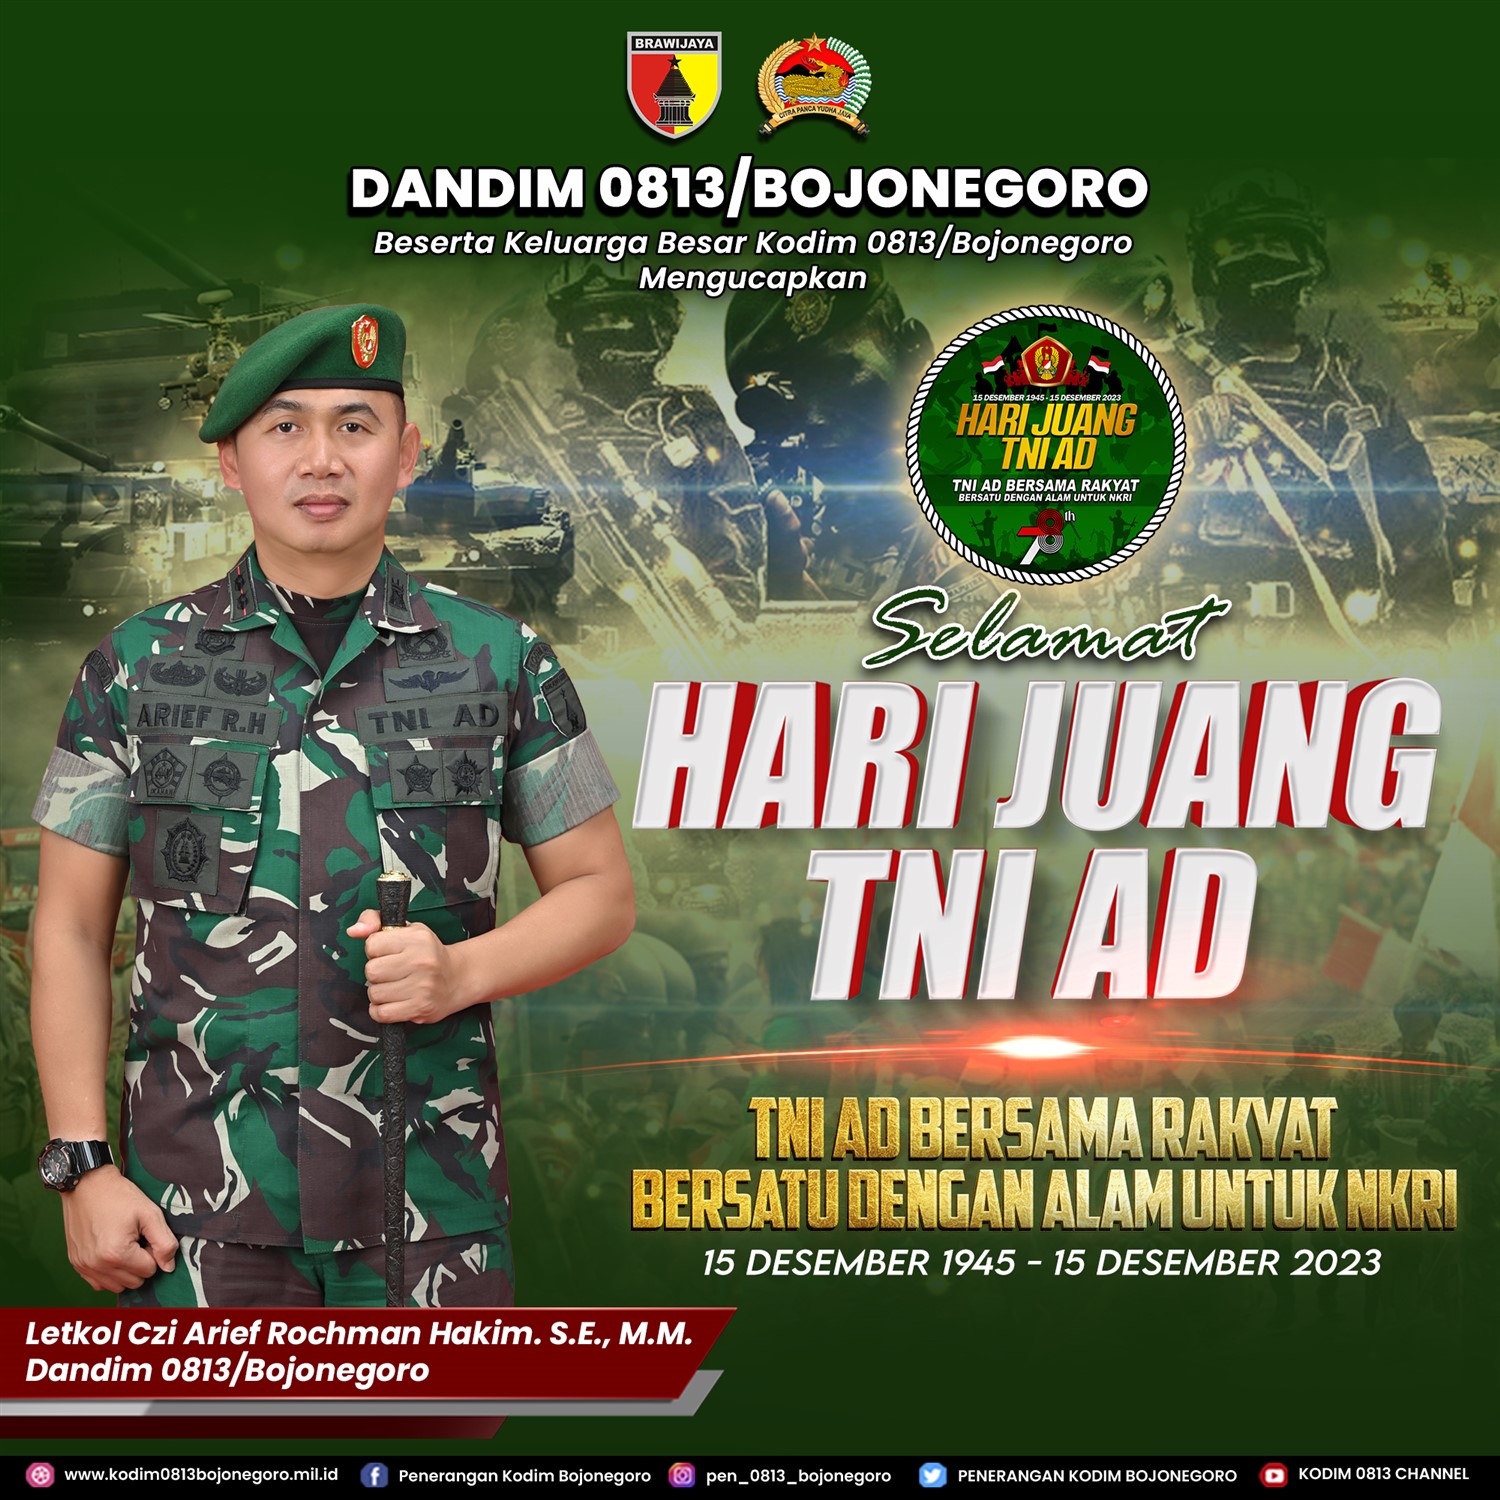 BRAWIJAYA
CITRA PANCA YUDHA JAYA
DANDIM 0813/BOJONEGORO
Beserta Keluarga Besar Kodim 0813/Bojonegoro
Mengucapkan
15 DESEMBER 1945 - 15 DESEMBER 2023
HARI JUANG
TNI AD
TNI AD BERSAMA RAKYAT
BERSATU DENGAN ALAM UNTUK NKRI
78th
Selamat
HARI JUANG
TNI AD
ARIEF R.H
TNI AD
TNI AD BERSAMA RAKYAT
BERSATU DENGAN ALAM UNTUK NKRI
15 DESEMBER 1945 - 15 DESEMBER 2023
Letkol Czi Arief Rochman Hakim. S.E., M.M.
Dandim 0813/Bojonegoro
www.kodim0813bojonegoro.mil.id
Penerangan Kodim Bojonegoro
pen_0813_bojonegoro
PENERANGAN KODIM BOJONEGORO
KODIM 0813 CHANNEL